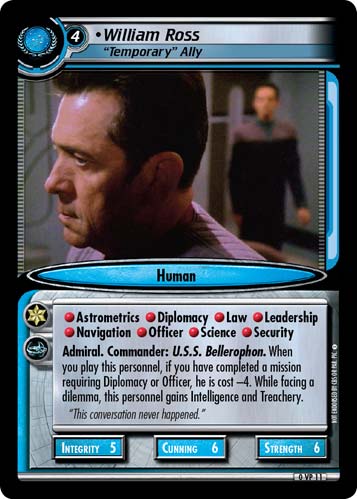 4 •William Ross
"Temporary" Ally
Human
•Astrometrics •Diplomacy •Law •Leadership
•Navigation •Officer •Science •Security
Admiral. Commander: U.S.S. Bellerophon. When
you play this personnel, if you have completed a mission
requiring Diplomacy or Officer, he is cost –4. While facing a
dilemma, this personnel gains Intelligence and Treachery.
"This conversation never happened."
INTEGRITY 5 CUNNING 6 STRENGTH 6
0 VP 11